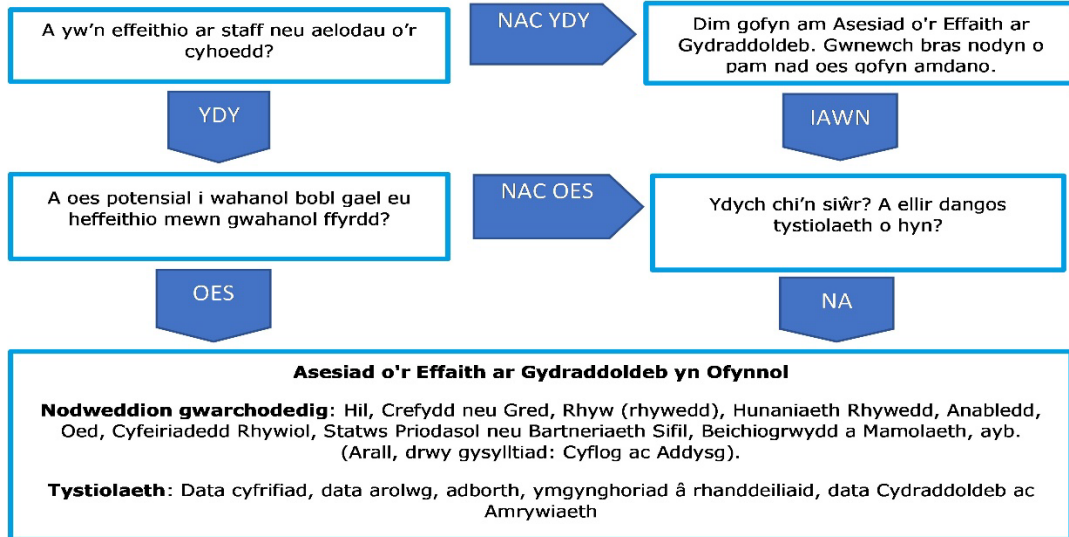 A yw'n effeithio ar staff neu aelodau o'r
cyhoedd?
NAC YDY
Dim gofyn am Asesiad o'r Effaith ar
Gydraddoldeb. Gwnewch bras nodyn o
pam nad oes gofyn amdano.
YDY
IAWN
A oes potensial i wahanol bobl gael eu
heffeithio mewn gwahanol ffyrdd?
NAC OES
Ydych chi'n siŵr? A ellir dangos
tystiolaeth o hyn?
OES
NA
Asesiad o'r Effaith ar Gydraddoldeb yn Ofynnol
Nodweddion gwarchodedig: Hil, Crefydd neu Gred, Rhyw (rhywedd), Hunaniaeth Rhywedd, Anabledd,
Oed, Cyfeiriadedd Rhywiol, Statws Priodasol neu Bartneriaeth Sifil, Beichiogrwydd a Mamolaeth, ayb.
(Arall, drwy gysylltiad: Cyflog ac Addysg).
Tystiolaeth: Data cyfrifiad, data arolwg, adborth, ymgynghoriad â rhanddeiliaid, data Cydraddoldeb ac
Amrywiaeth